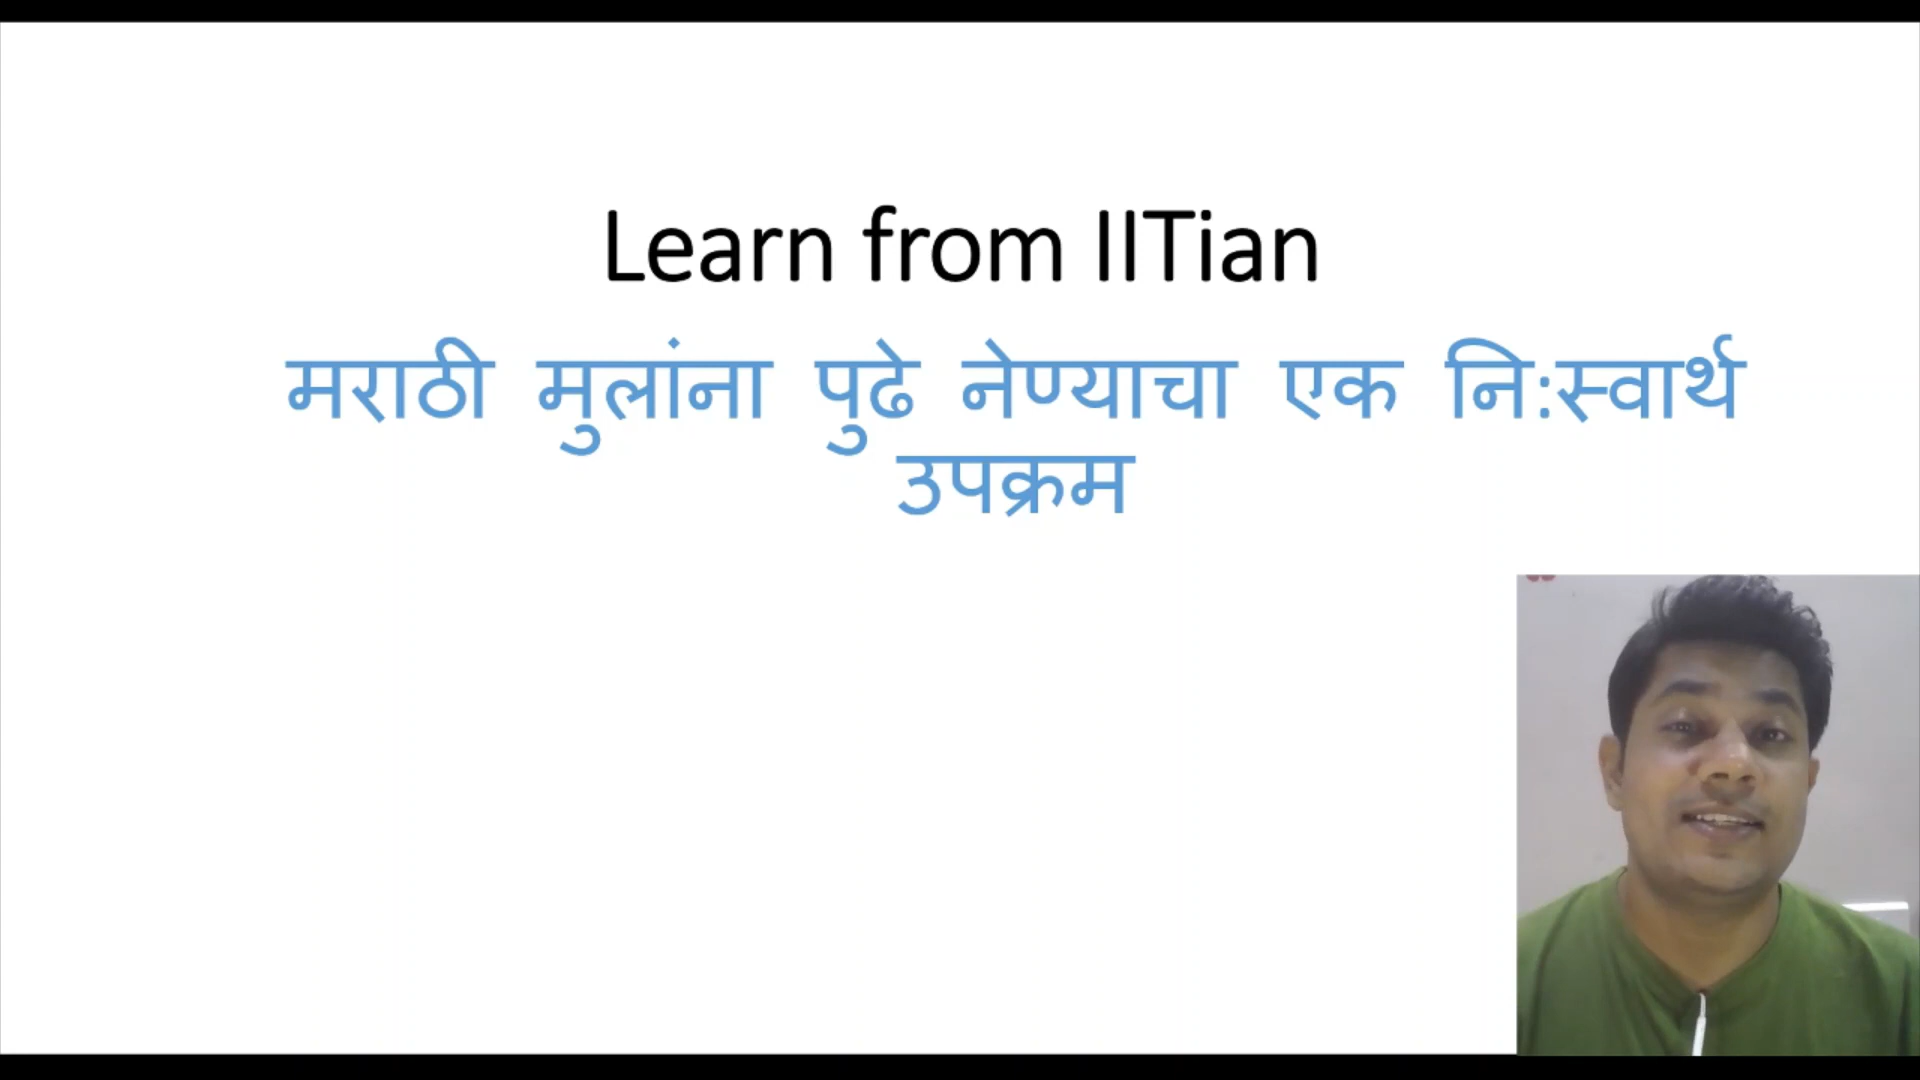 Learn from IITian
मराठी मुलांना पुढे नेण्याचा एक नि:स्वार्थ
उपक्रम